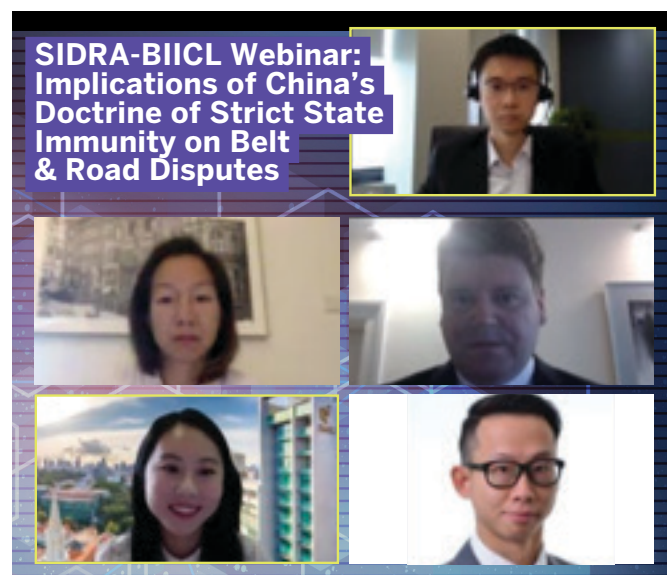 SIDRA-BIICL Webinar:
Implications of China’s
Doctrine of Strict State
Immunity on Belt
& Road Disputes